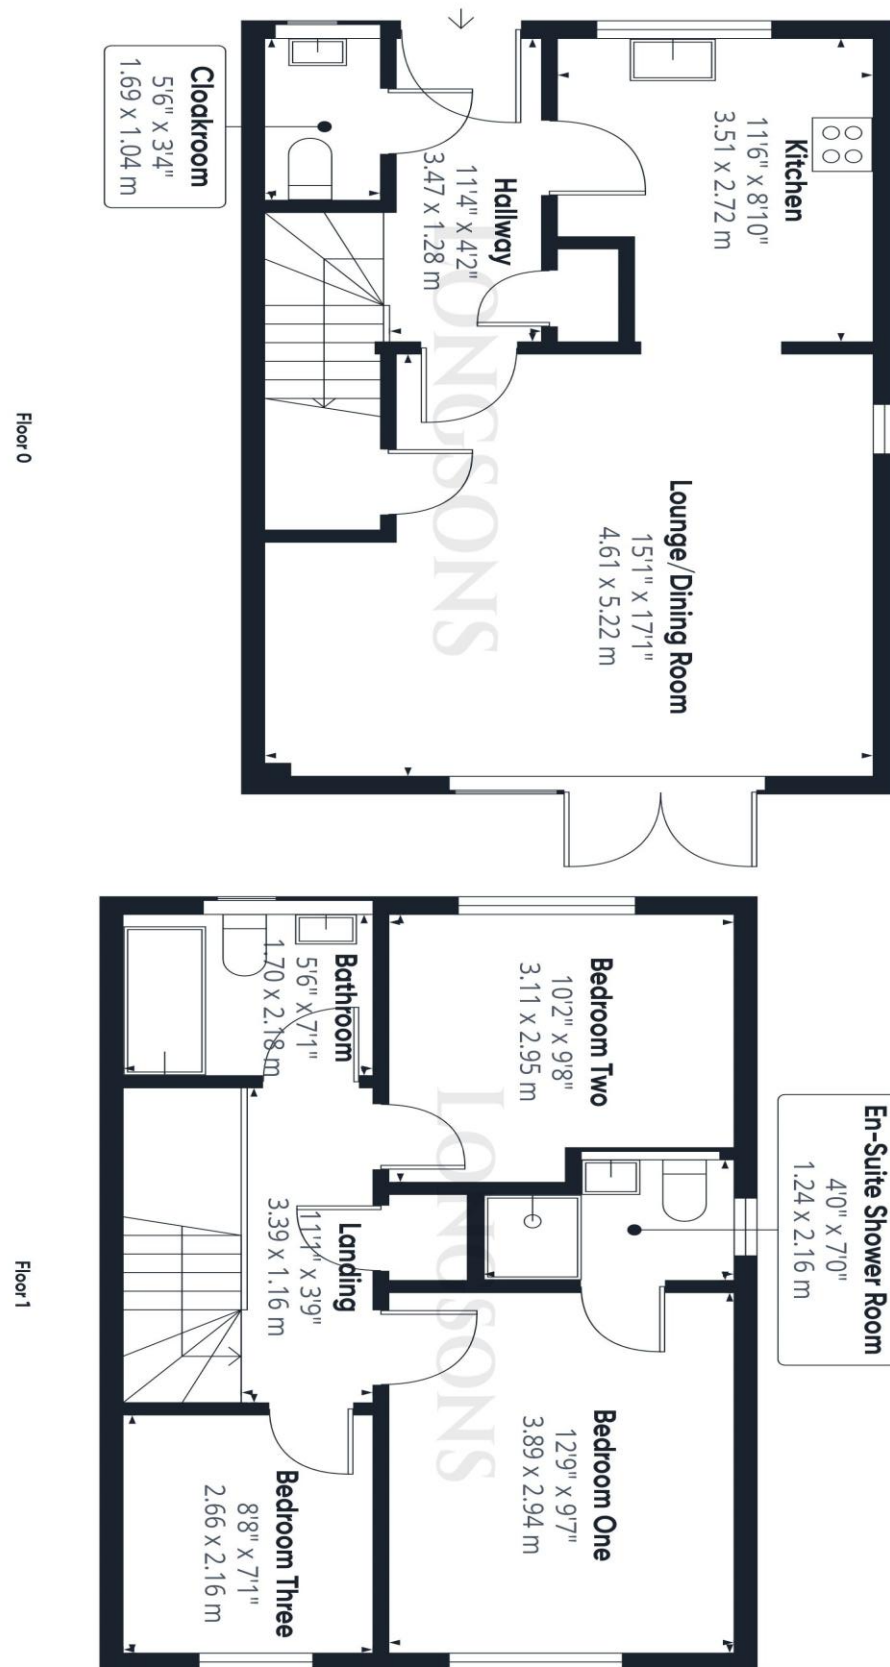 Cloakroom
5'6" x 3'4"
1.69 x 1.04 m
Hallway
11'4" x 4'2"
3.47 x 1.28 m
Kitchen
11'6" x 8'10"
3.51 x 2.72 m
Lounge/Dining Room
15'1" x 17'1"
4.61 x 5.22 m
LONGSONS
Floor 0
Bathroom
5'6" x 7'1"
1.70 x 2.18 m
Bedroom Two
10'2" x 9'8"
3.11 x 2.95 m
En-Suite Shower Room
4'0" x 7'0"
1.24 x 2.16 m
Landing
11'1" x 3'9"
3.39 x 1.16 m
Bedroom One
12'9" x 9'7"
3.89 x 2.94 m
Bedroom Three
8'8" x 7'1"
2.66 x 2.16 m
LONGSONS
Floor 1